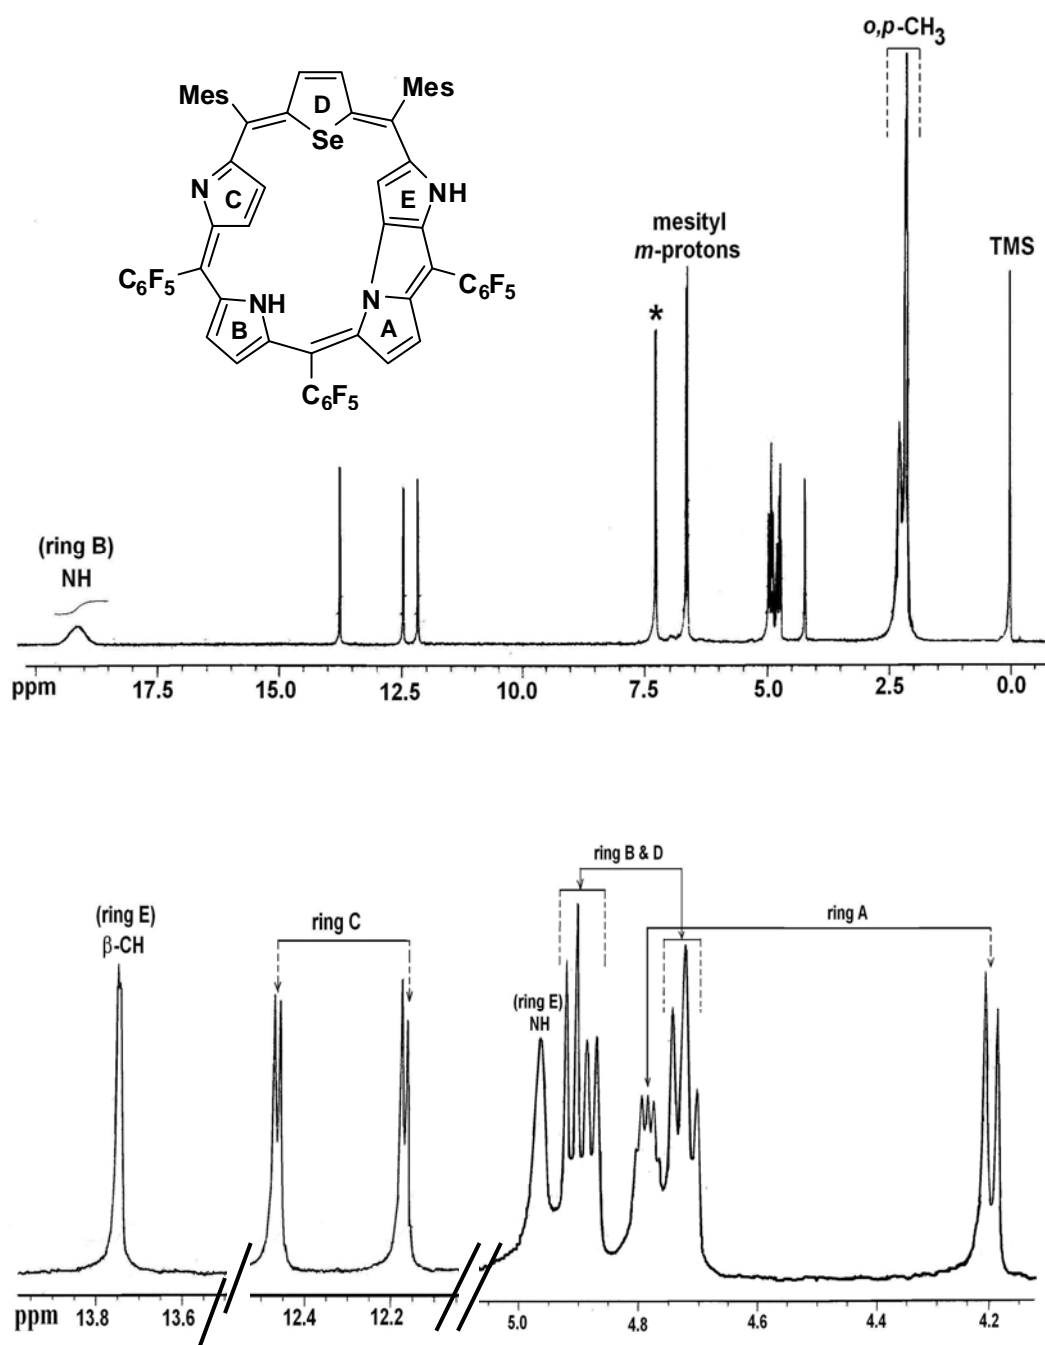 o,p-CH3
Mes
Mes
D
Se
N
C
E
NH
mesityl
m-protons
TMS
C6F5
NH
N
C6F5
B
A
*
C6F5
(ring B)
NH
ppm 17.5 15.0 12.5 10.0 7.5 5.0 2.5 0.0
ring B & D
(ring E)
β-CH
ring C
ring A
(ring E)
NH
ppm 13.8 13.6 12.4 12.2 5.0 4.8 4.6 4.4 4.2